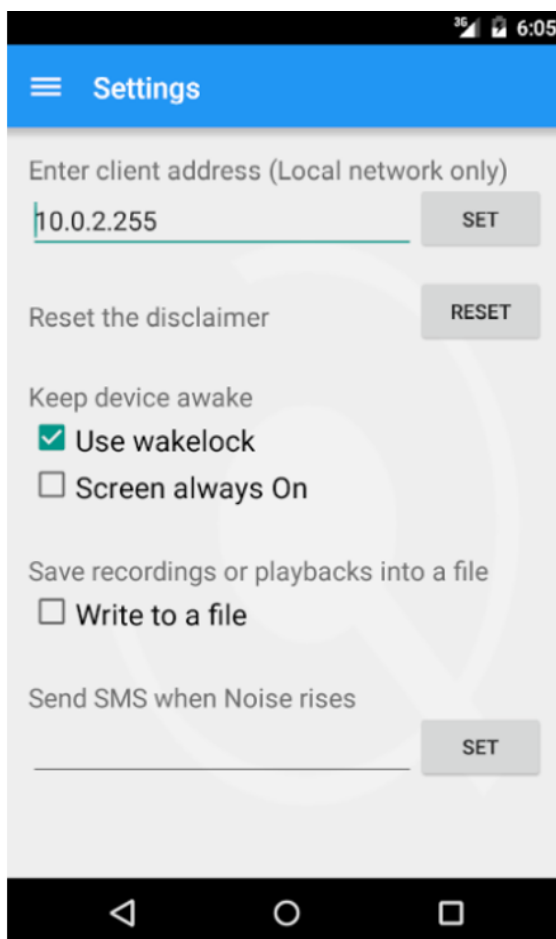 3G 6:05
Settings
Enter client address (Local network only)
10.0.2.255 SET
Reset the disclaimer RESET
Keep device awake
Use wakelock
Screen always On
Save recordings or playbacks into a file
Write to a file
Send SMS when Noise rises
SET